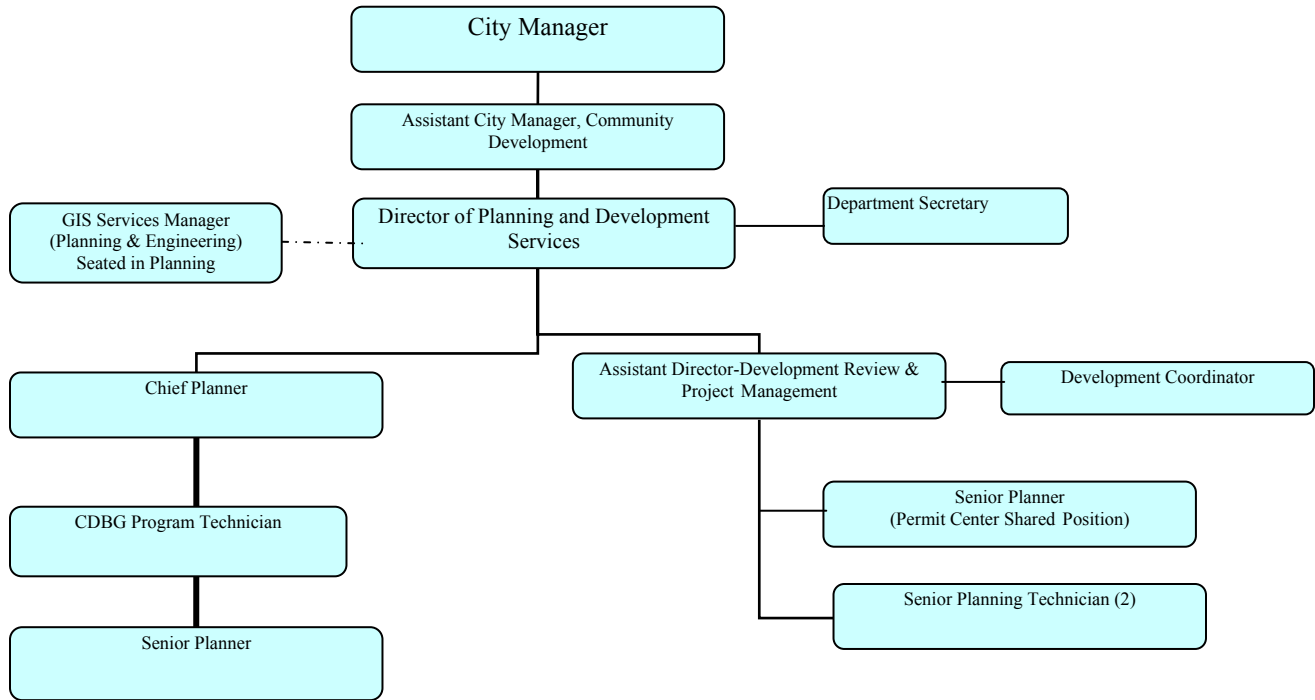 City Manager
Assistant City Manager, Community
Development
GIS Services Manager
(Planning & Engineering)
Seated in Planning
Director of Planning and Development
Services
Department Secretary
Chief Planner
Assistant Director-Development Review &
Project Management
Development Coordinator
CDBG Program Technician
Senior Planner
(Permit Center Shared Position)
Senior Planner
Senior Planning Technician (2)